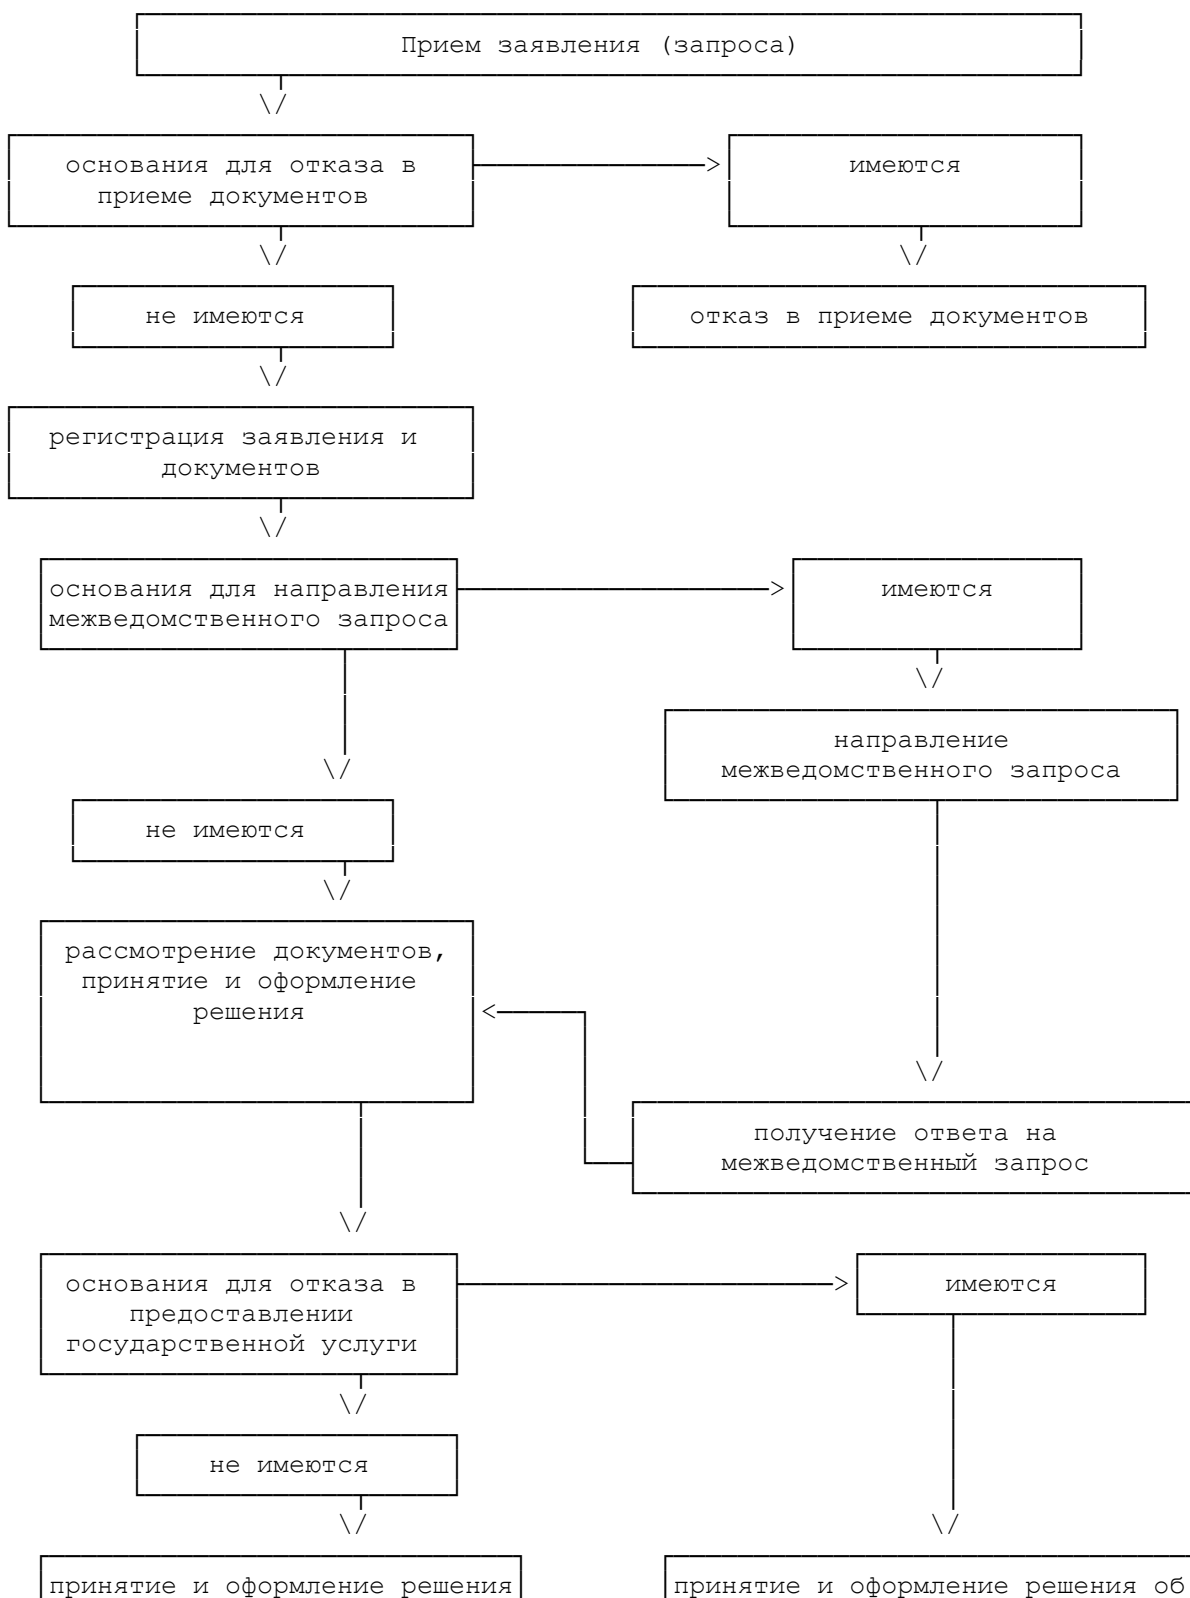 Прием заявления (запроса)
основания для отказа в
приеме документов
имеются
не имеются
отказ в приеме документов
регистрация заявления и
документов
основания для направления
межведомственного запроса
имеются
направление
межведомственного запроса
не имеются
рассмотрение документов,
принятие и оформление
решения
получение ответа на
межведомственный запрос
основания для отказа в
предоставлении
государственной услуги
имеются
не имеются
принятие и оформление решения
принятие и оформление решения об